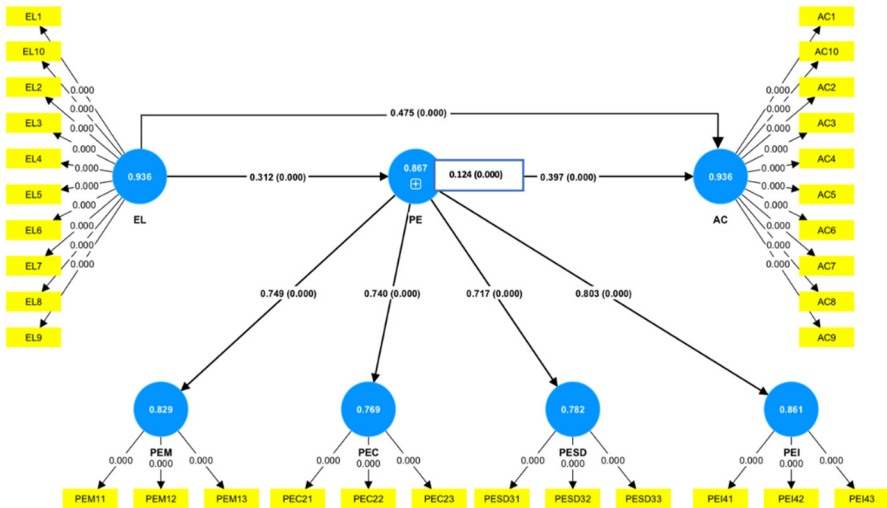 EL1
EL10
EL2
EL3
EL4
EL5
EL6
EL7
EL8
EL9
0.000
0.000
0.000
0.000
0.000
0.000
0.000
0.000
0.000
0.000
0.936
EL
0.475 (0.000)
0.312 (0.000)
0.867
PE
0.124 (0.000)
0.397 (0.000)
0.936
AC
0.000
0.000
0.000
0.000
0.000
0.000
0.000
0.000
0.000
0.000
AC1
AC10
AC2
AC3
AC4
AC5
AC6
AC7
AC8
AC9
0.749 (0.000)
0.740 (0.000)
0.717 (0.000)
0.803 (0.000)
0.829
PEM
0.000
0.000
0.000
PEM11
PEM12
PEM13
0.769
PEC
0.000
0.000
0.000
PEC21
PEC22
PEC23
0.782
PESD
0.000
0.000
0.000
PESD31
PESD32
PESD33
0.861
PEI
0.000
0.000
0.000
PEI41
PEI42
PEI43